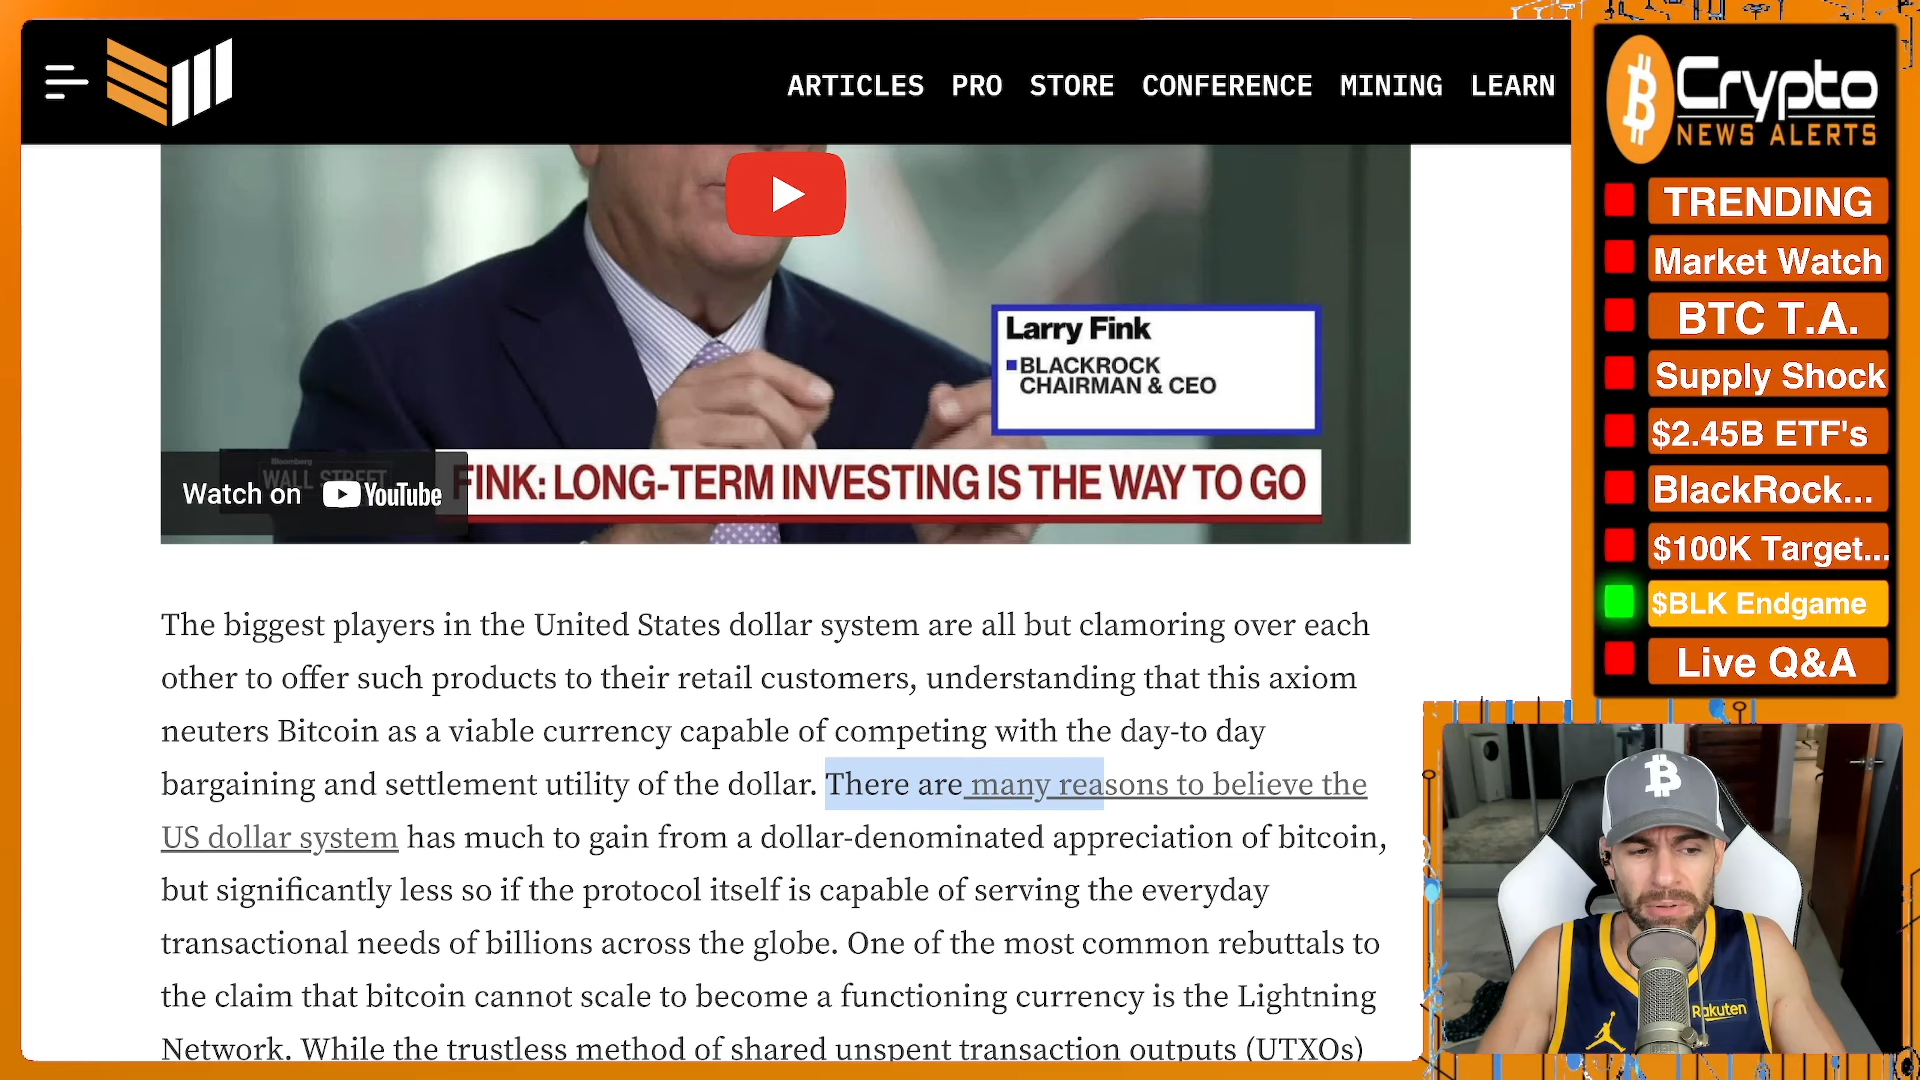 ARTICLES PRO STORE CONFERENCE MINING LEARN
Larry Fink
BLACKROCK
CHAIRMAN & CEO
Bloomberg
WALL STREET
FINK: LONG-TERM INVESTING IS THE WAY TO GO
Watch on YouTube
The biggest players in the United States dollar system are all but clamoring over each
other to offer such products to their retail customers, understanding that this axiom
neuters Bitcoin as a viable currency capable of competing with the day-to day
bargaining and settlement utility of the dollar. There are many reasons to believe the
US dollar system has much to gain from a dollar-denominated appreciation of bitcoin,
but significantly less so if the protocol itself is capable of serving the everyday
transactional needs of billions across the globe. One of the most common rebuttals to
the claim that bitcoin cannot scale to become a functioning currency is the Lightning
Network. While the trustless method of shared unspent transaction outputs (UTXOs)
Crypto
NEWS ALERTS
TRENDING
Market Watch
BTC T.A.
Supply Shock
$2.45B ETF's
BlackRock...
$100K Target...
$BLK Endgame
Live Q&A
Rakuten